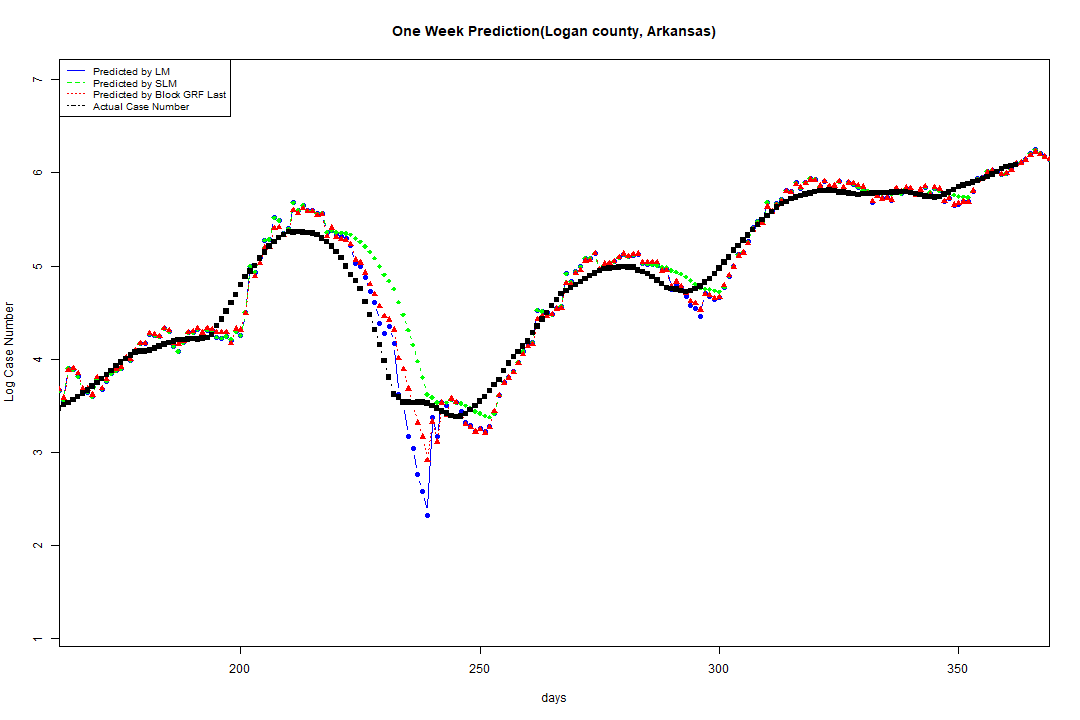 One Week Prediction(Logan county, Arkansas)
Predicted by LM
Predicted by SLM
Predicted by Block GRF Last
Actual Case Number
7
6
5
4
3
2
1
Log Case Number
200
250
300
350
days